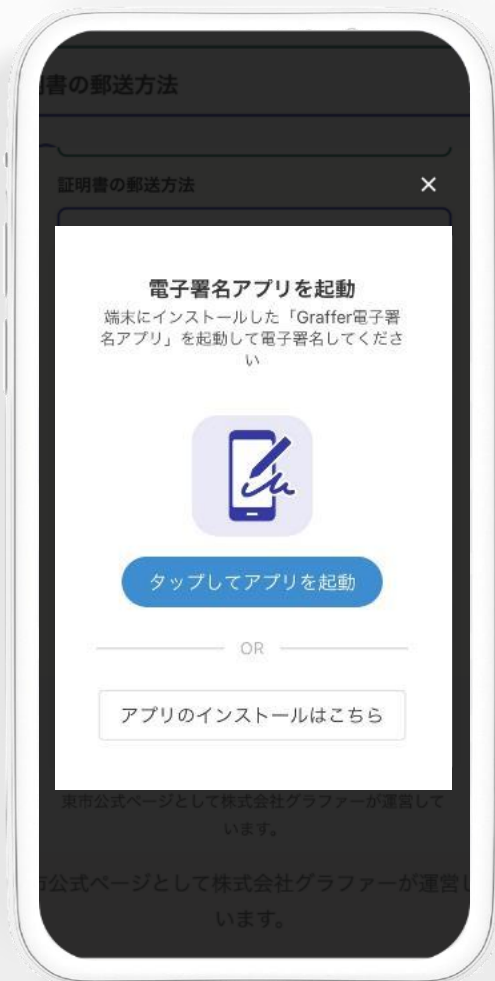 書の郵送方法
証明書の郵送方法
×
電子署名アプリを起動
端末にインストールした「Graffer電子署
名アプリ」を起動して電子署名してくださ
い
タップしてアプリを起動
OR
アプリのインストールはこちら
東市公式ページとして株式会社グラファーが運営して
います。
市公式ページとして株式会社グラファーが運営し
います。